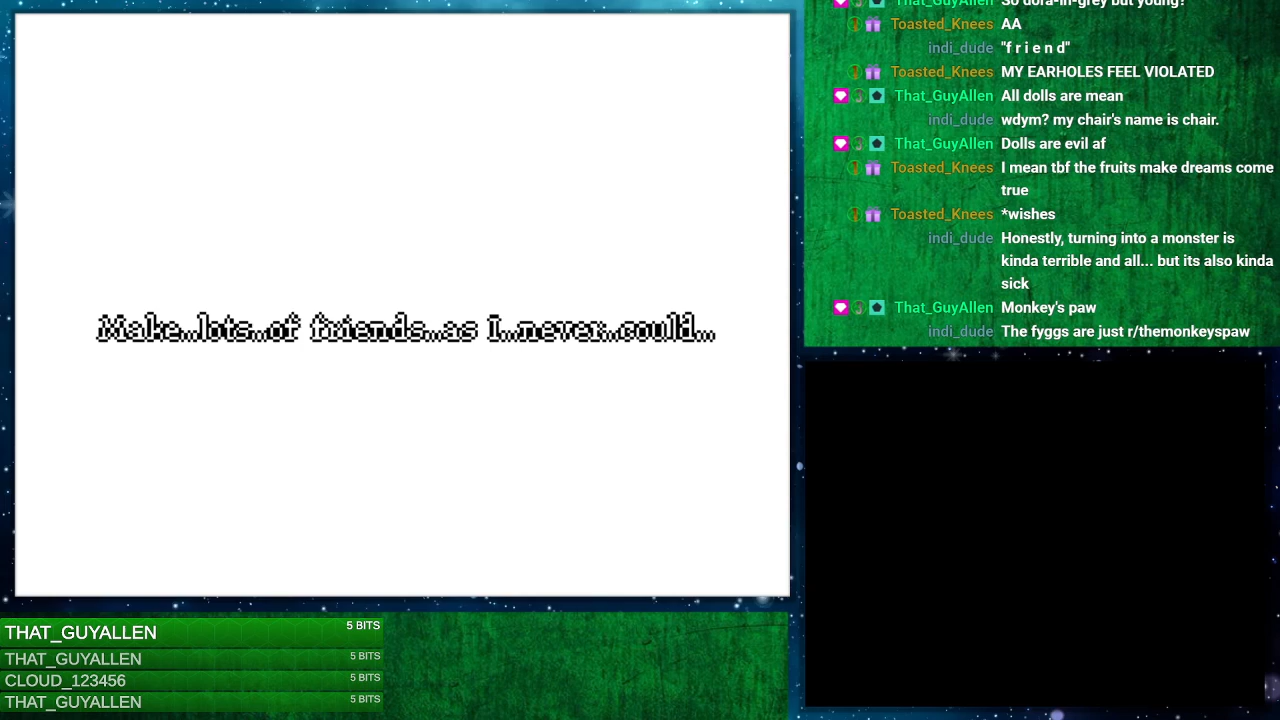 Make...lots...of friends...as I...never...could...
So dora-in-grey but young?
Toasted_Knees AA
indi_dude "f r i e n d"
Toasted_Knees MY EARHOLES FEEL VIOLATED
That_GuyAllen All dolls are mean
indi_dude wdym? my chair's name is chair.
That_GuyAllen Dolls are evil af
Toasted_Knees I mean tbf the fruits make dreams come
true
Toasted_Knees *wishes
indi_dude Honestly, turning into a monster is
kinda terrible and all... but its also kinda
sick
That_GuyAllen Monkey's paw
indi_dude The fyggs are just r/themonkeyspaw
THAT_GUYALLEN 5 BITS
THAT_GUYALLEN 5 BITS
CLOUD_123456 5 BITS
THAT_GUYALLEN 5 BITS